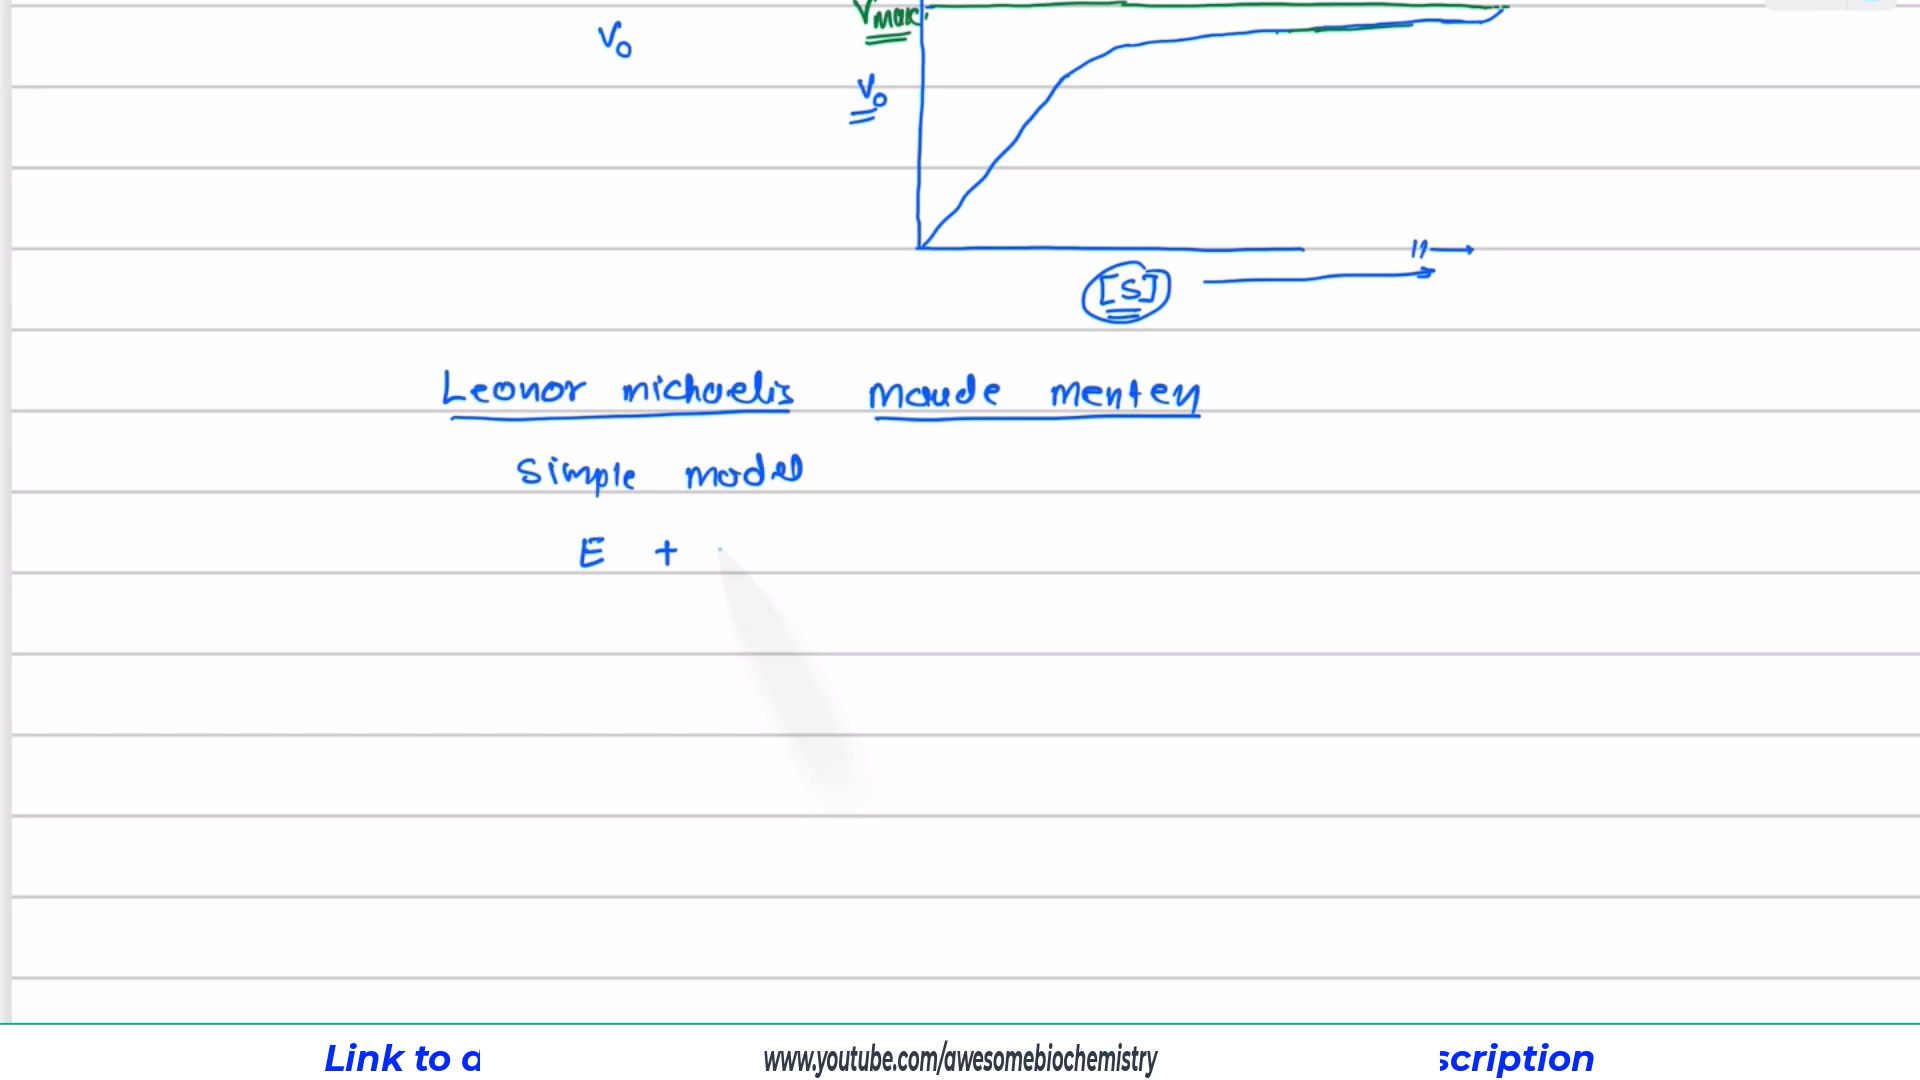 Vmax
V₀
V₀
[S]
Leonor michaelis maude menten
simple model
E +
Link to www.youtube.com/awesomebiochemistry scription